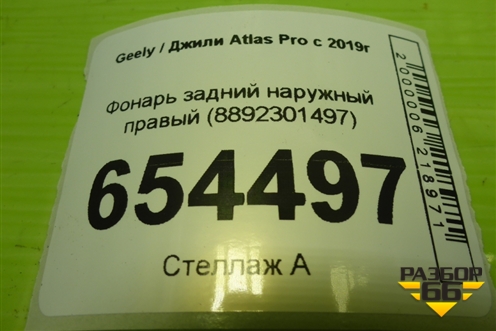 Geely / Джили Atlas Pro с 2019г
Фонарь задний наружный
правый (8892301497)
654497
Стеллаж А
2000006218971
РАЗБОР
66